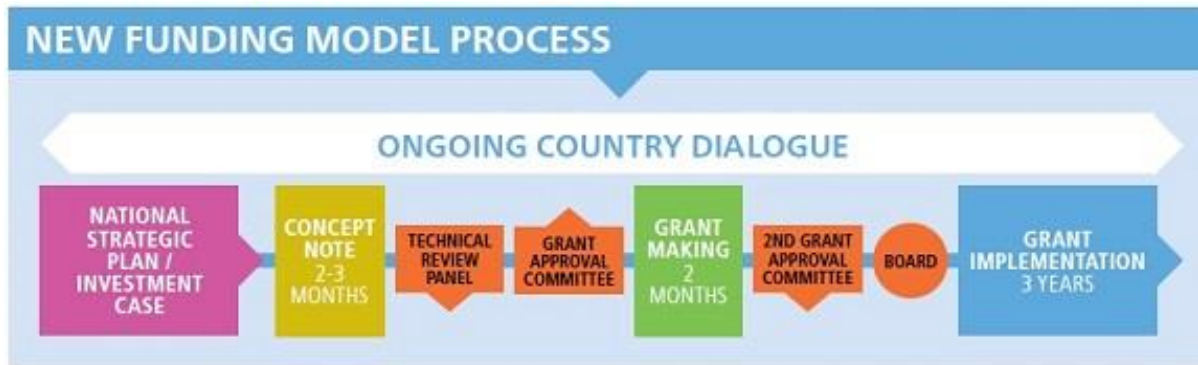 NEW FUNDING MODEL PROCESS
ONGOING COUNTRY DIALOGUE
NATIONAL
STRATEGIC
PLAN /
INVESTMENT
CASE
CONCEPT
NOTE
2-3
MONTHS
TECHNICAL
REVIEW
PANEL
GRANT
APPROVAL
COMMITTEE
GRANT
MAKING
2
MONTHS
2ND GRANT
APPROVAL
COMMITTEE
BOARD
GRANT
IMPLEMENTATION
3 YEARS